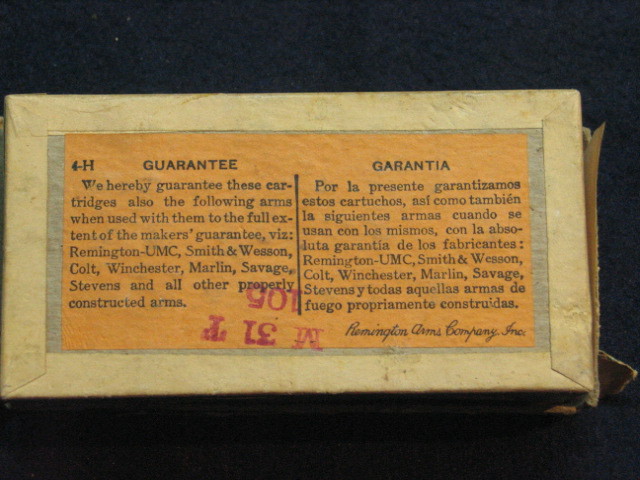 4-H GUARANTEE
We hereby guarantee these car-
tridges also the following arms
when used with them to the full ex-
tent of the makers' guarantee, viz:
Remington-UMC, Smith & Wesson,
Colt, Winchester, Marlin, Savage,
Stevens and all other properly
constructed arms.
GARANTIA
Por la presente garantizamos
estos cartuchos, así como también
la siguientes armas cuando se
usan con los mismos, con la abso-
luta garantía de los fabricantes:
Remington-UMC, Smith & Wesson,
Colt, Winchester, Marlin, Savage,
Stevens y todas aquellas armas de
fuego propriamente construidas.
Remington Arms Company, Inc.
M 31 T
105